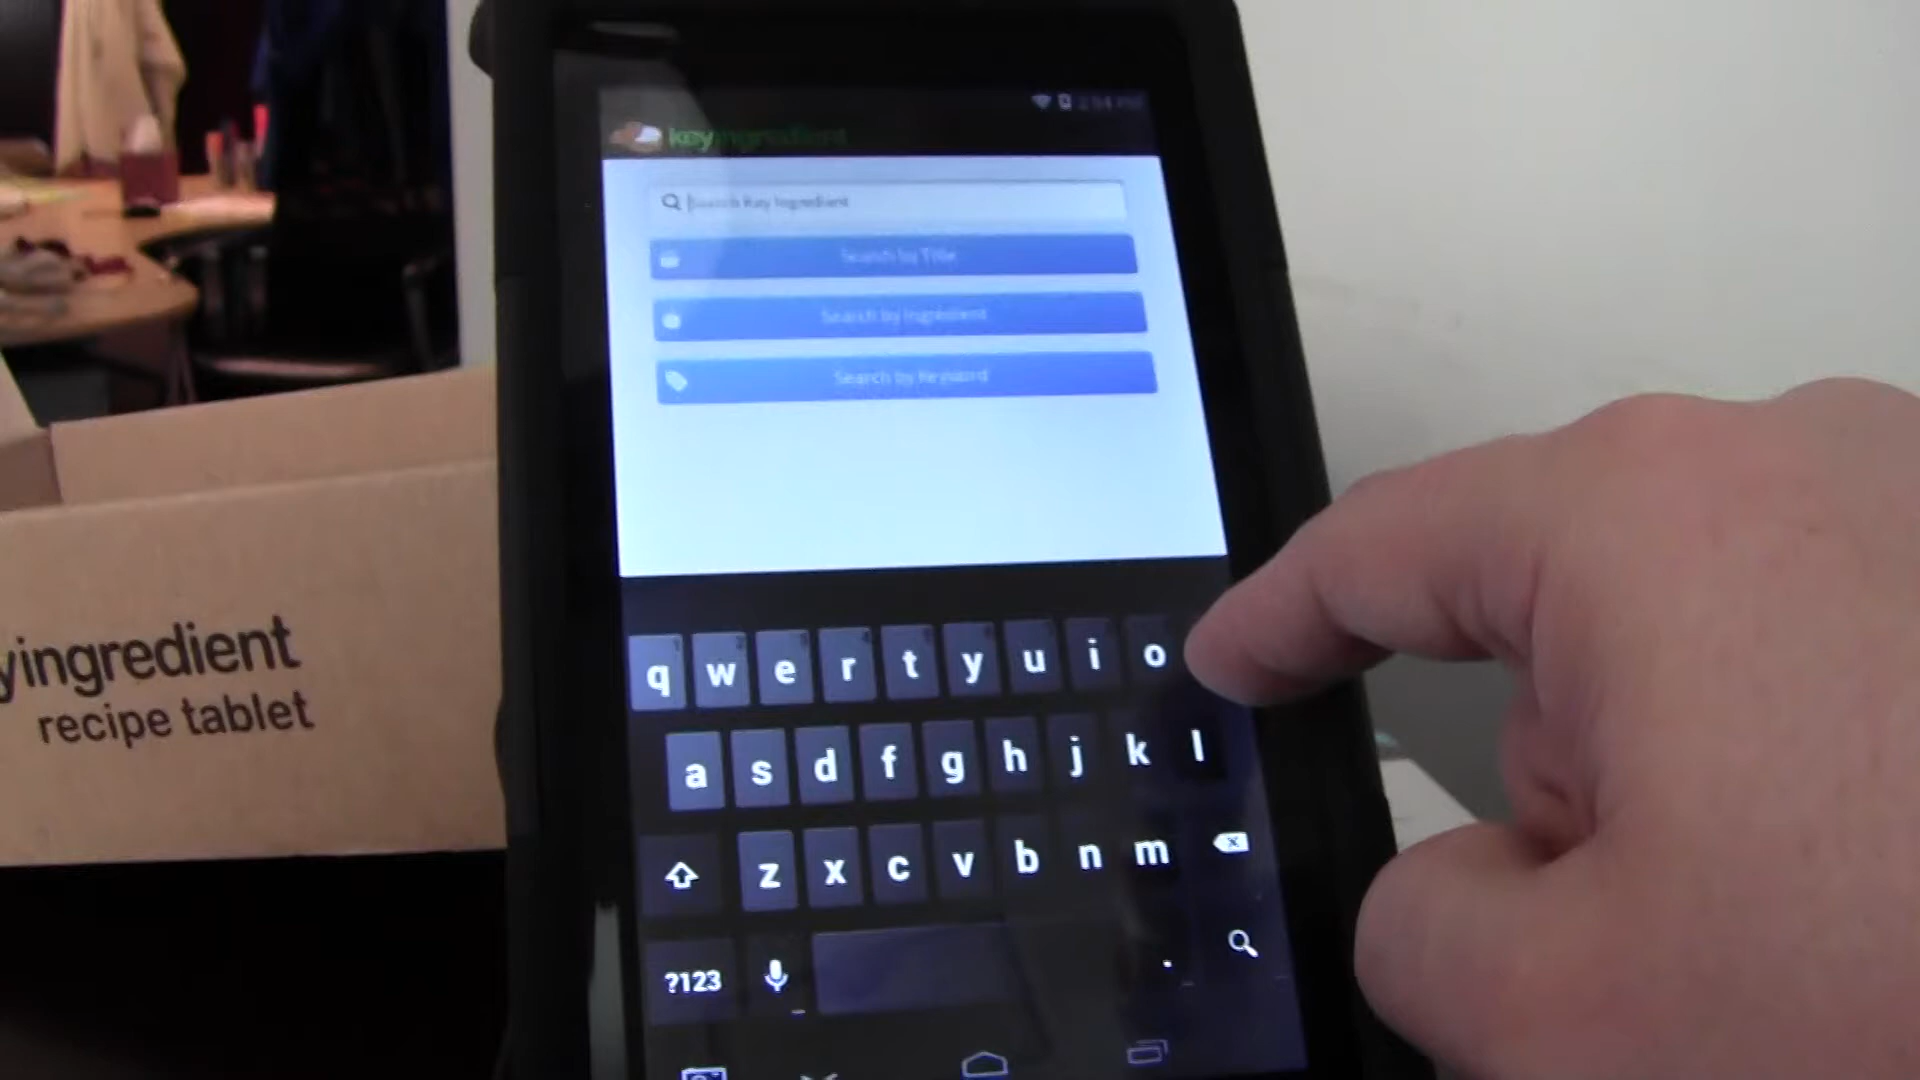 keyingredient
Search Key Ingredient
Search by Title
Search by Ingredient
Search by Keyword
q w e r t y u i o
a s d f g h j k l
z x c v b n m
?123 .
yingredient
recipe tablet